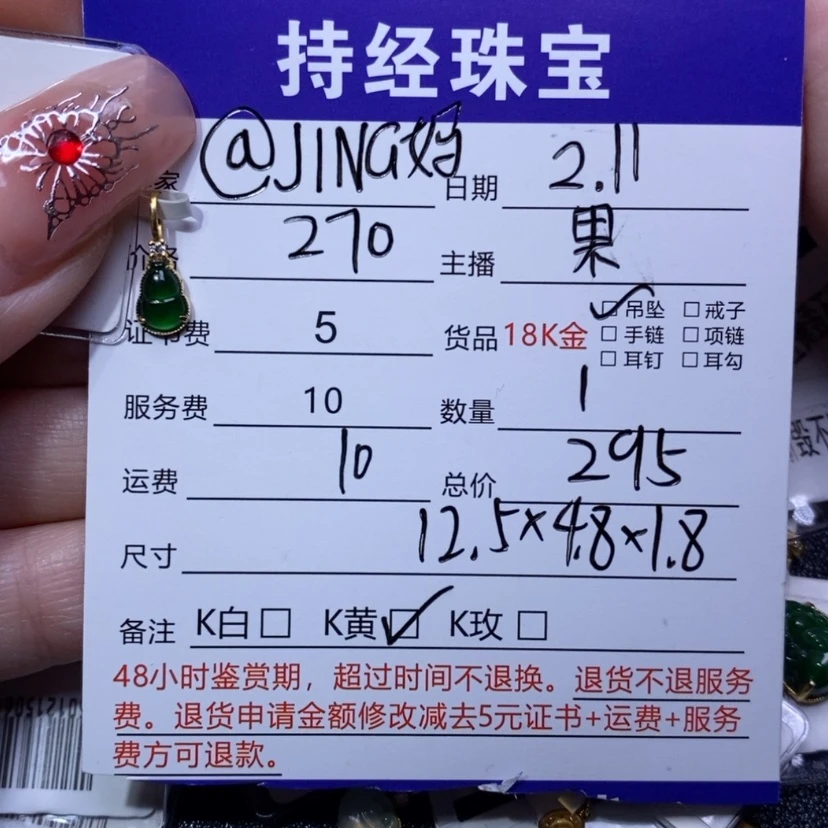 持经珠宝
家 @JING妈 日期 2.11
价格 270 主播 果
证书费 5 货品 18K金 ☑吊坠 □戒子
□手链 □项链
□耳钉 □耳勾
服务费 10 数量 1
运费 10 总价 295
尺寸 12.5×4.8×1.8
备注 K白□ K黄☑ K玫□
48小时鉴赏期，超过时间不退换。退货不退服务
费。退货申请金额修改减去5元证书+运费+服务
费方可退款。